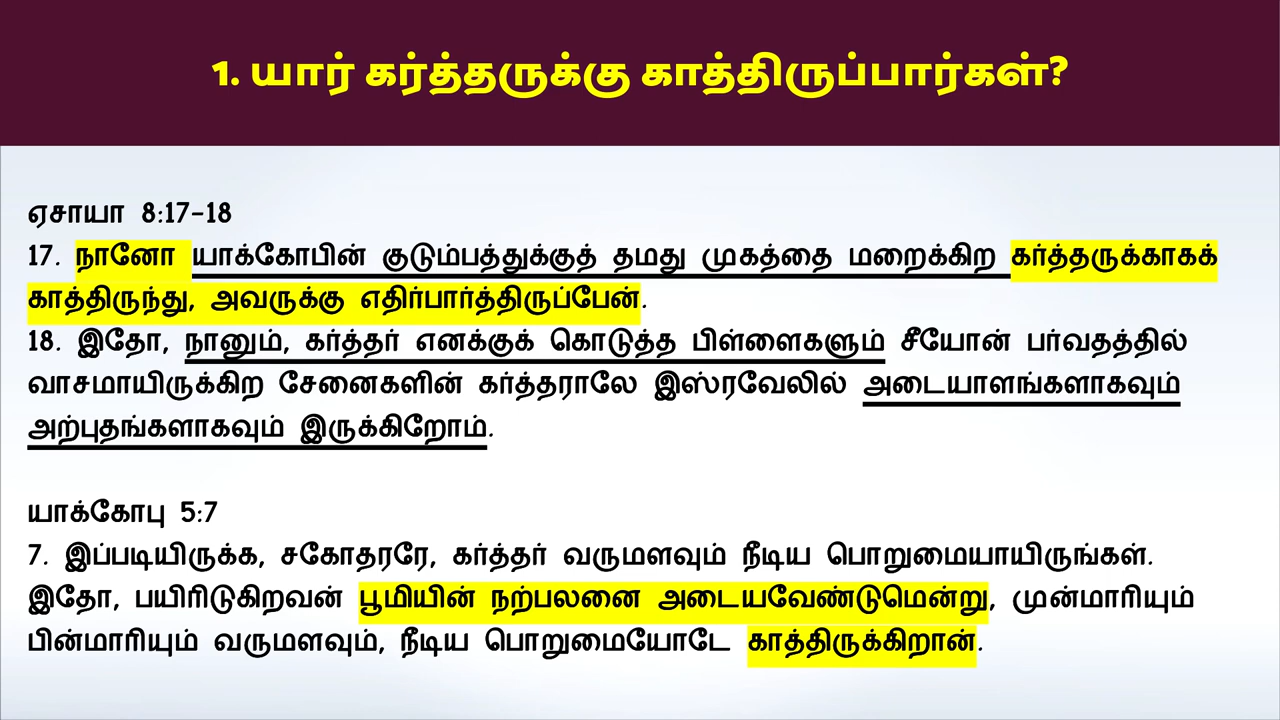 1. யார் கர்த்தருக்கு காத்திருப்பார்கள்?
ஏசாயா 8:17-18
17. நானோ யாக்கோபின் குடும்பத்துக்குத் தமது முகத்தை மறைக்கிற கர்த்தருக்காகக்
காத்திருந்து, அவருக்கு எதிர்பார்த்திருப்பேன்.
18. இதோ, நானும், கர்த்தர் எனக்குக் கொடுத்த பிள்ளைகளும் சீயோன் பர்வதத்தில்
வாசமாயிருக்கிற சேனைகளின் கர்த்தராலே இஸ்ரவேலில் அடையாளங்களாகவும்
அற்புதங்களாகவும் இருக்கிறோம்.
யாக்கோபு 5:7
7. இப்படியிருக்க, சகோதரரே, கர்த்தர் வருமளவும் நீடிய பொறுமையாயிருங்கள்.
இதோ, பயிரிடுகிறவன் பூமியின் நற்பலனை அடையவேண்டுமென்று, முன்மாரியும்
பின்மாரியும் வருமளவும், நீடிய பொறுமையோடே காத்திருக்கிறான்.